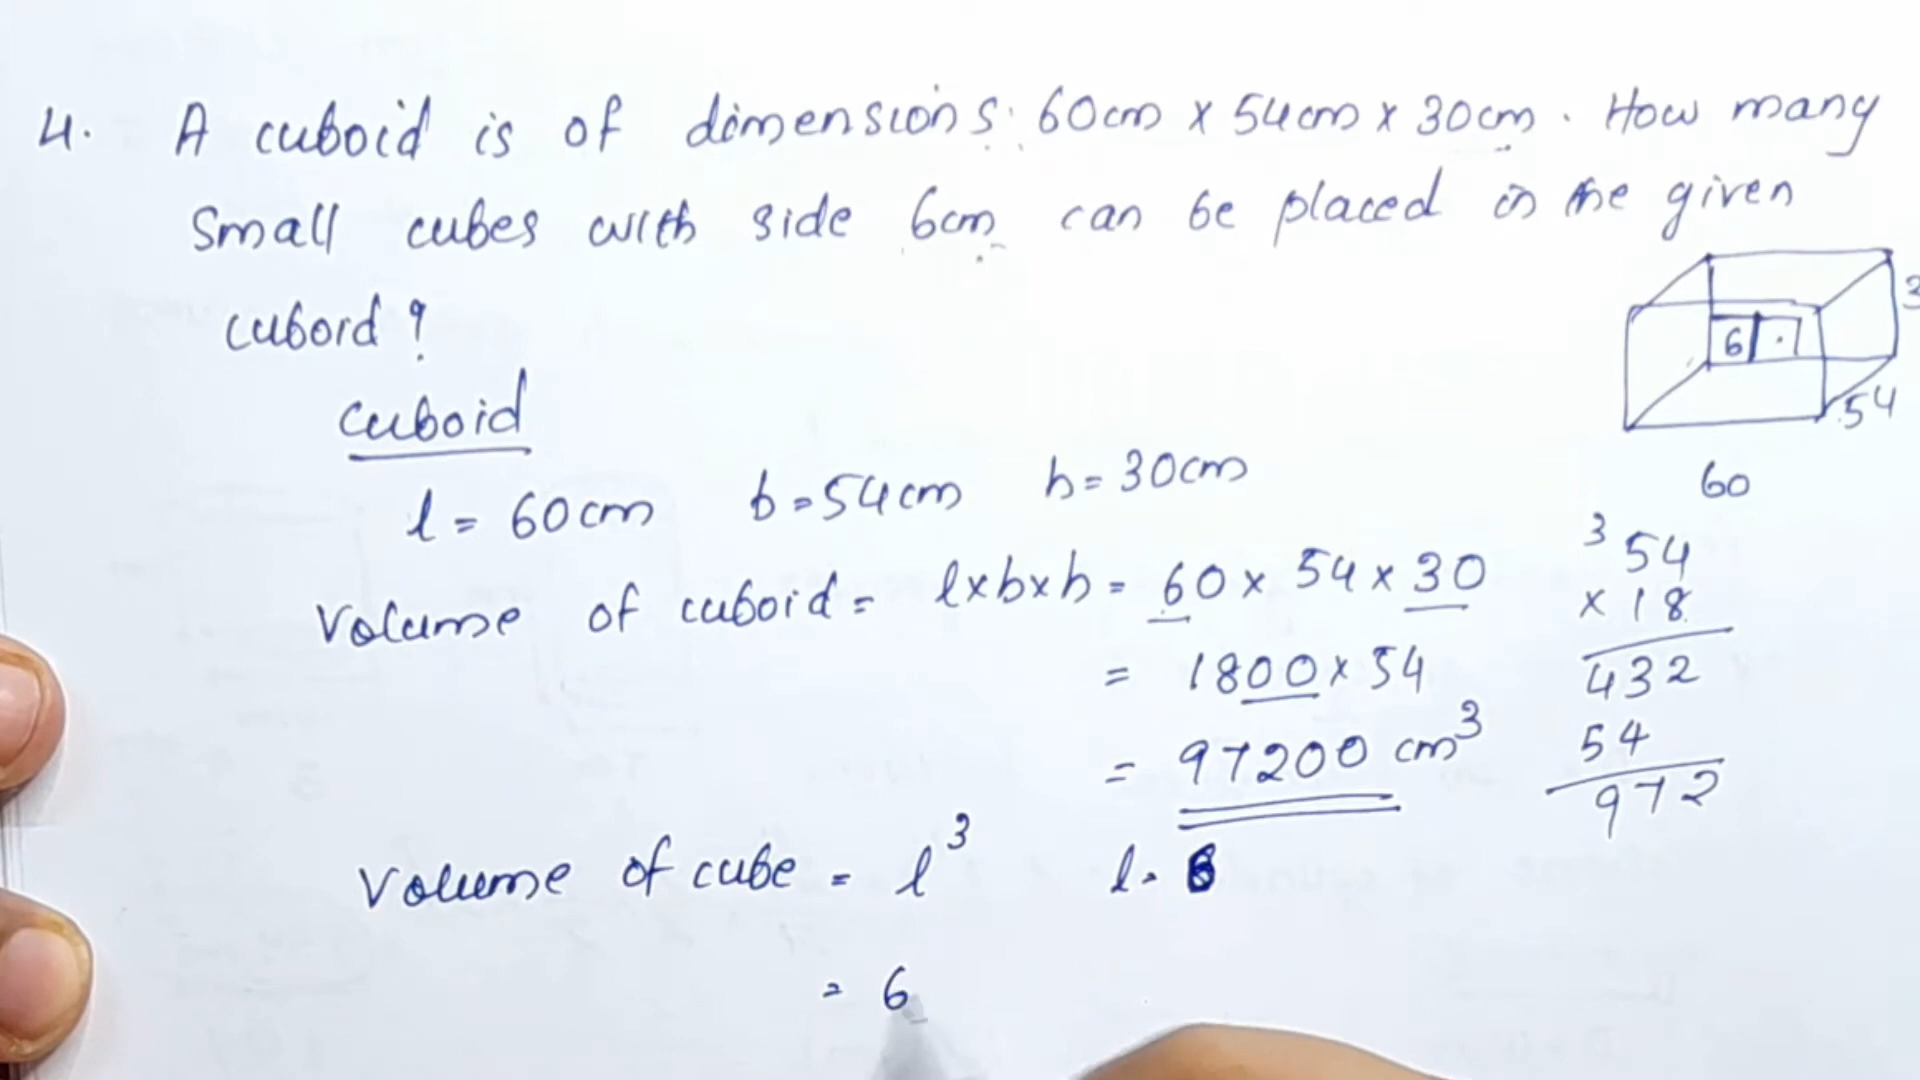 4. A cuboid is of dimensions 60cm x 54cm x 30cm. How many
small cubes with side 6cm can be placed in the given
cuboid?
cuboid
l = 60cm b = 54cm h = 30cm
Volume of cuboid = l x b x h = 60 x 54 x 30
= 1800 x 54
= 97200 cm³
Volume of cube = l³ l = 6
= 6
3
6
54
60
3
54
x 18
432
54
972